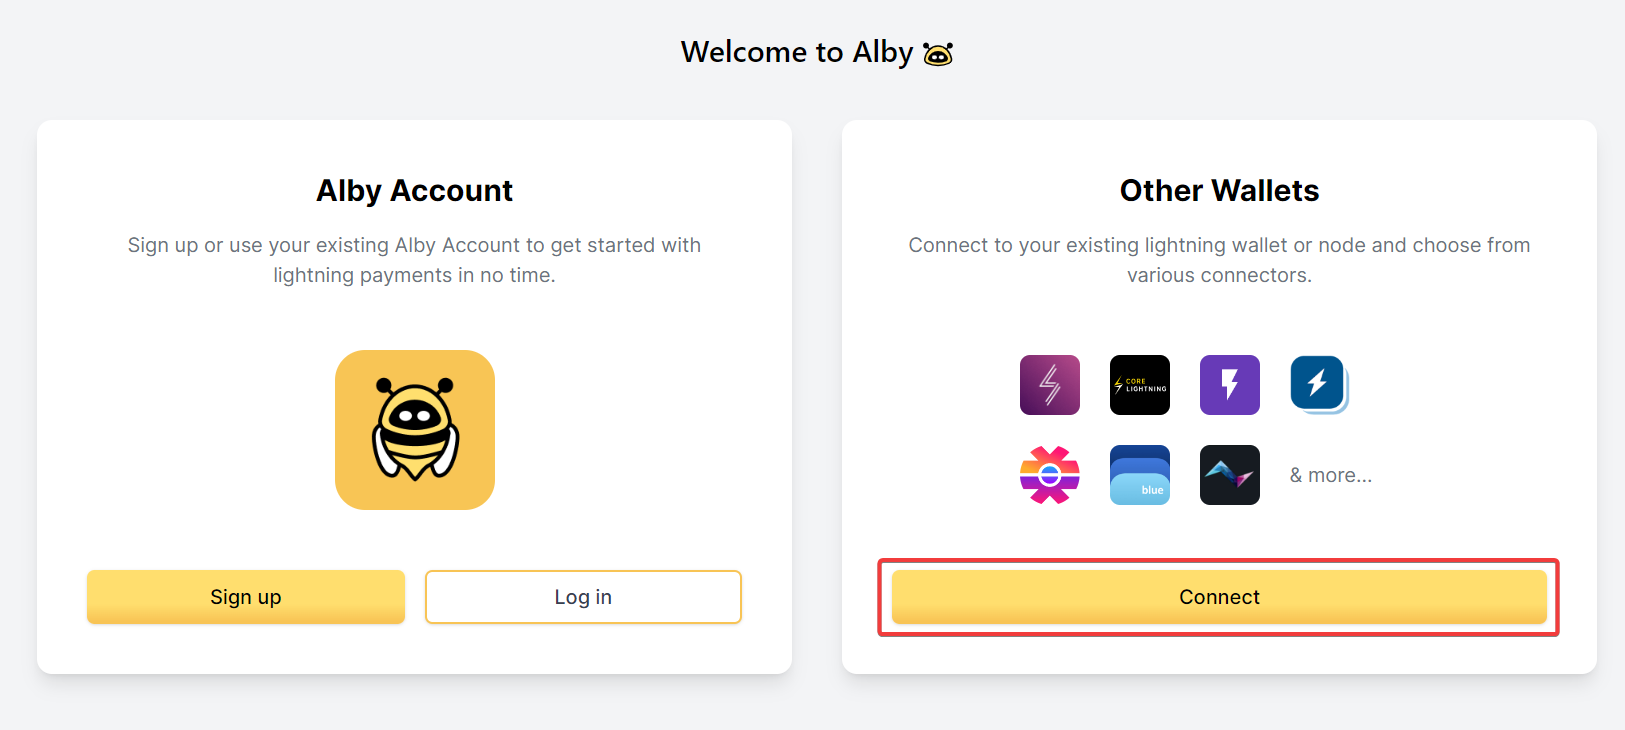 Welcome to Alby
Alby Account
Sign up or use your existing Alby Account to get started with
lightning payments in no time.
Sign up
Log in
Other Wallets
Connect to your existing lightning wallet or node and choose from
various connectors.
CORE
LIGHTNING
blue
& more...
Connect